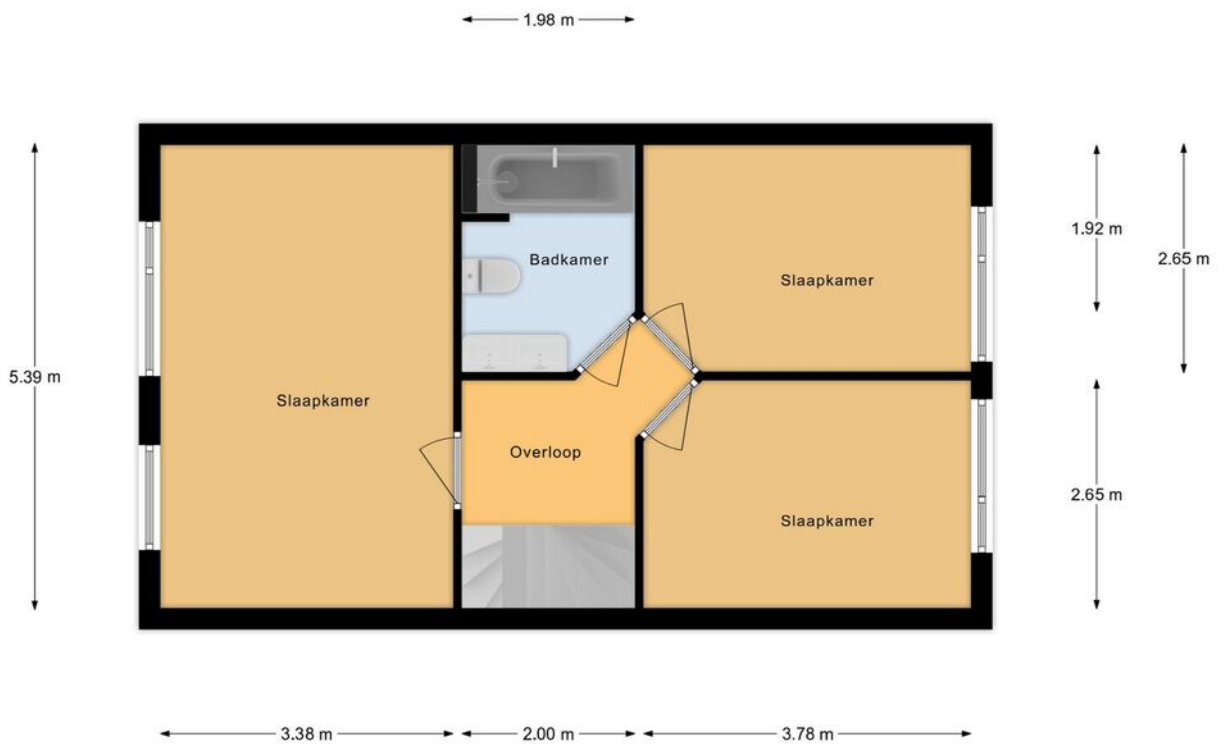 1.98 m
1.92 m
2.65 m
Badkamer
Slaapkamer
5.39 m
Slaapkamer
Overloop
2.65 m
Slaapkamer
3.38 m
2.00 m
3.78 m